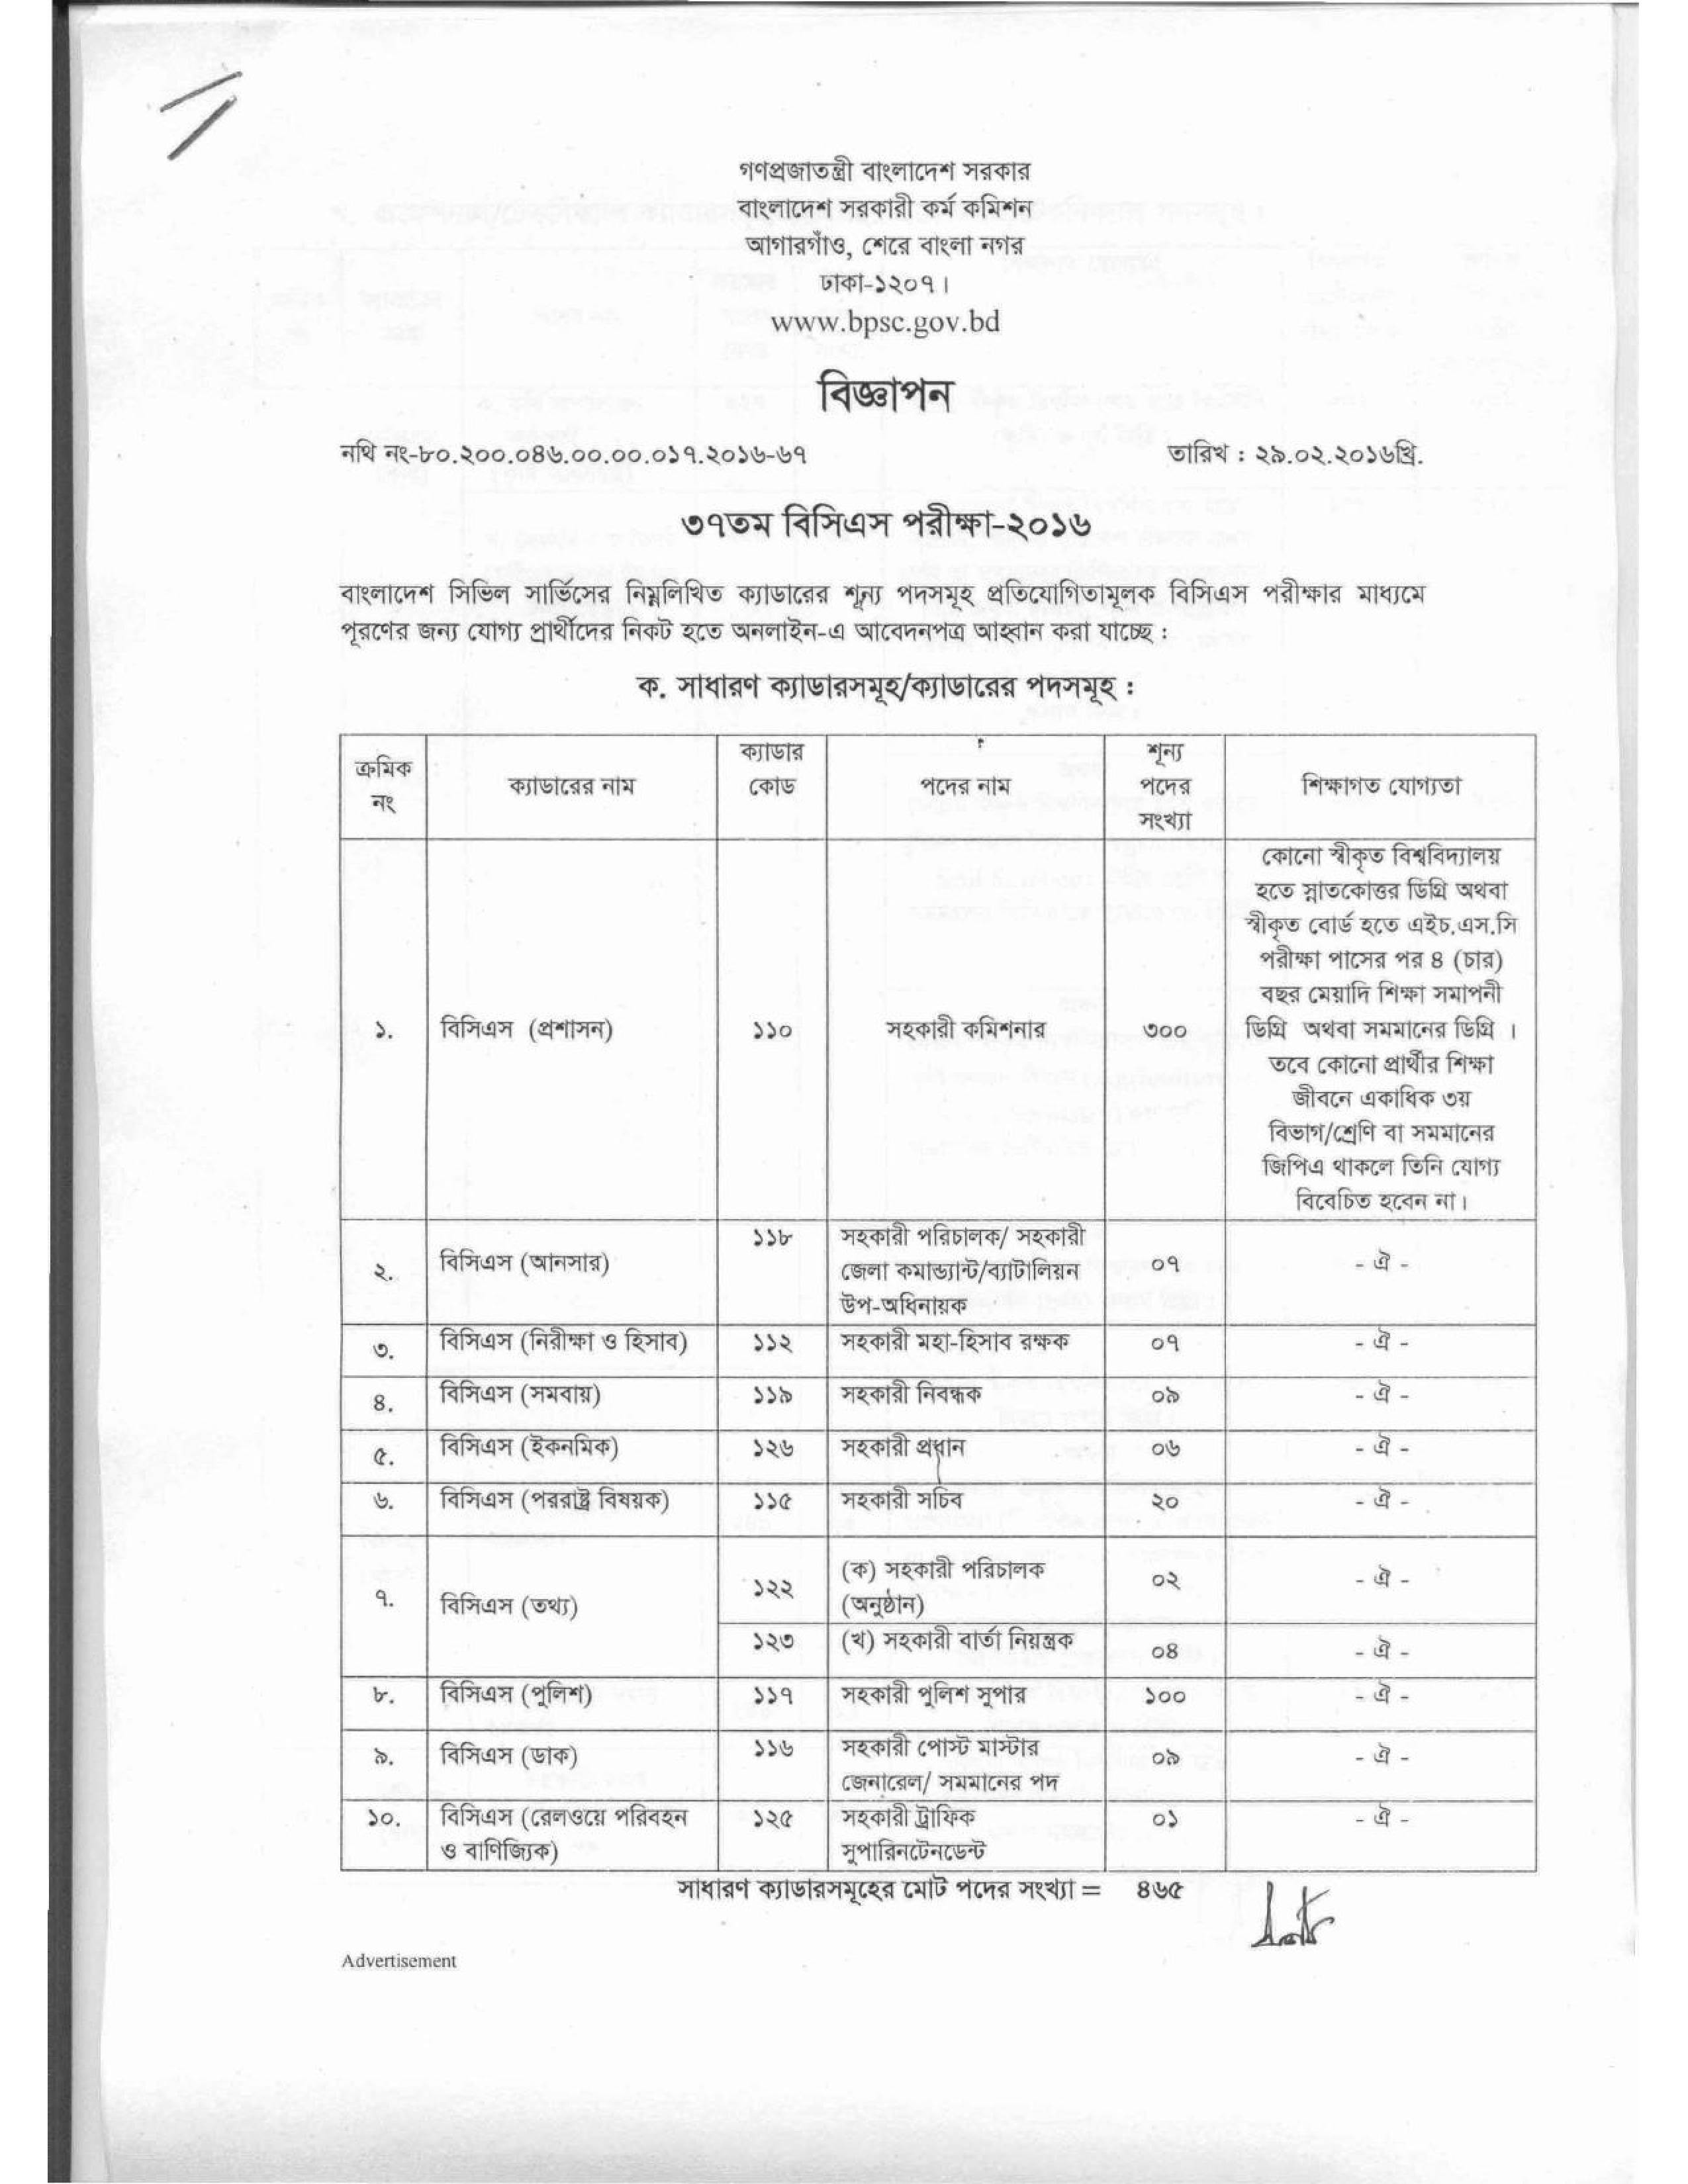 গণপ্রজাতন্ত্রী বাংলাদেশ সরকার
বাংলাদেশ সরকারী কর্ম কমিশন
আগারগাঁও, শেরে বাংলা নগর
ঢাকা-১২০৭।
www.bpsc.gov.bd
বিজ্ঞাপন
নথি নং-৮০.২০০.০৪৬.০০.০০.০১৭.২০১৬-৬৭ তারিখ : ২৯.০২.২০১৬খ্রি.
৩৭তম বিসিএস পরীক্ষা-২০১৬
বাংলাদেশ সিভিল সার্ভিসের নিম্নলিখিত ক্যাডারের শূন্য পদসমূহ প্রতিযোগিতামূলক বিসিএস পরীক্ষার মাধ্যমে
পূরণের জন্য যোগ্য প্রার্থীদের নিকট হতে অনলাইন-এ আবেদনপত্র আহ্বান করা যাচ্ছে :
ক. সাধারণ ক্যাডারসমূহ/ক্যাডারের পদসমূহ :
ক্রমিক নং ক্যাডারের নাম ক্যাডার কোড পদের নাম শূন্য পদের সংখ্যা শিক্ষাগত যোগ্যতা
১. বিসিএস (প্রশাসন) ১১০ সহকারী কমিশনার ৩০০
কোনো স্বীকৃত বিশ্ববিদ্যালয়
হতে স্নাতকোত্তর ডিগ্রি অথবা
স্বীকৃত বোর্ড হতে এইচ.এস.সি
পরীক্ষা পাসের পর ৪ (চার)
বছর মেয়াদি শিক্ষা সমাপনী
ডিগ্রি অথবা সমমানের ডিগ্রি ।
তবে কোনো প্রার্থীর শিক্ষা
জীবনে একাধিক ৩য়
বিভাগ/শ্রেণি বা সমমানের
জিপিএ থাকলে তিনি যোগ্য
বিবেচিত হবেন না।
২. বিসিএস (আনসার) ১১৮ সহকারী পরিচালক/ সহকারী
জেলা কমান্ড্যান্ট/ব্যাটালিয়ন ০৭ - ঐ -
উপ-অধিনায়ক
৩. বিসিএস (নিরীক্ষা ও হিসাব) ১১২ সহকারী মহা-হিসাব রক্ষক ০৭ - ঐ -
৪. বিসিএস (সমবায়) ১১৯ সহকারী নিবন্ধক ০৯ - ঐ -
৫. বিসিএস (ইকনমিক) ১২৬ সহকারী প্রধান ০৬ - ঐ -
৬. বিসিএস (পররাষ্ট্র বিষয়ক) ১১৫ সহকারী সচিব ২০ - ঐ -
৭. বিসিএস (তথ্য) ১২২ (ক) সহকারী পরিচালক ০২ - ঐ -
(অনুষ্ঠান)
১২৩ (খ) সহকারী বার্তা নিয়ন্ত্রক ০৪ - ঐ -
৮. বিসিএস (পুলিশ) ১১৭ সহকারী পুলিশ সুপার ১০০ - ঐ -
৯. বিসিএস (ডাক) ১১৬ সহকারী পোস্ট মাস্টার ০৯ - ঐ -
জেনারেল/ সমমানের পদ
১০. বিসিএস (রেলওয়ে পরিবহন ১২৫ সহকারী ট্রাফিক ০১ - ঐ -
ও বাণিজ্যিক) সুপারিনটেনডেন্ট
সাধারণ ক্যাডারসমূহের মোট পদের সংখ্যা = ৪৬৫
Advertisement